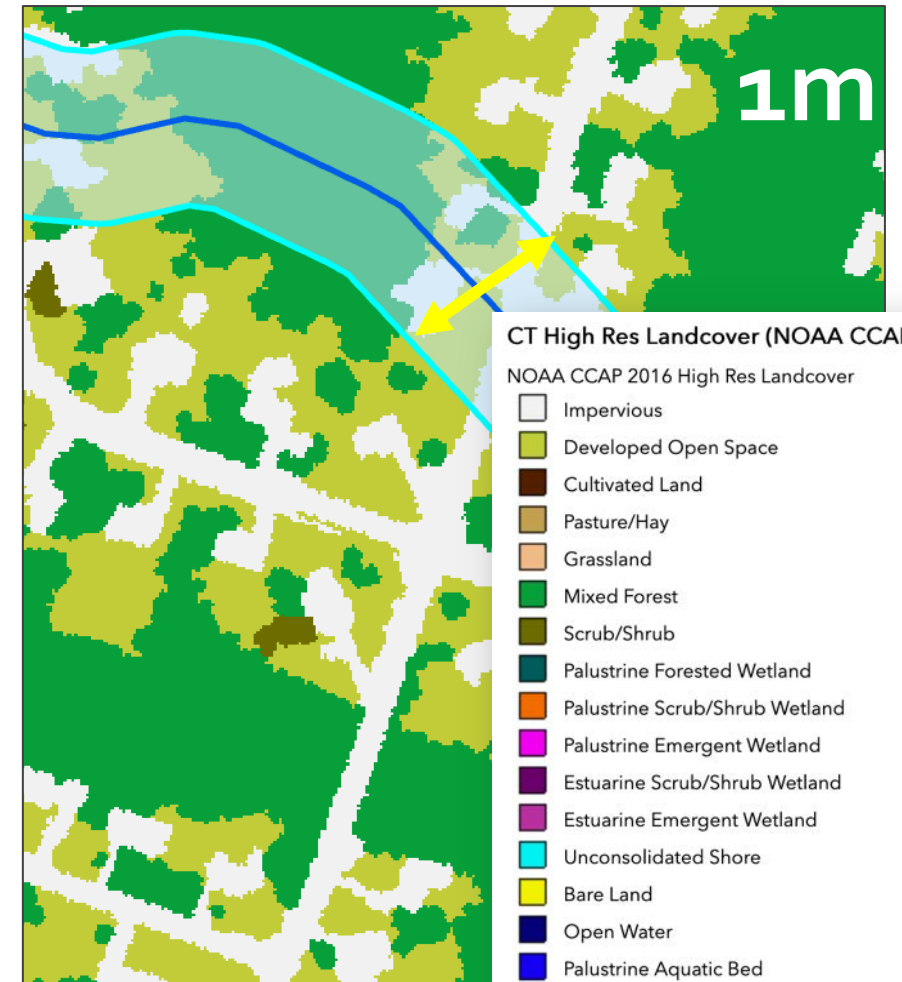 1m
CT High Res Landcover (NOAA CCAP
NOAA CCAP 2016 High Res Landcover
Impervious
Developed Open Space
Cultivated Land
Pasture/Hay
Grassland
Mixed Forest
Scrub/Shrub
Palustrine Forested Wetland
Palustrine Scrub/Shrub Wetland
Palustrine Emergent Wetland
Estuarine Scrub/Shrub Wetland
Estuarine Emergent Wetland
Unconsolidated Shore
Bare Land
Open Water
Palustrine Aquatic Bed